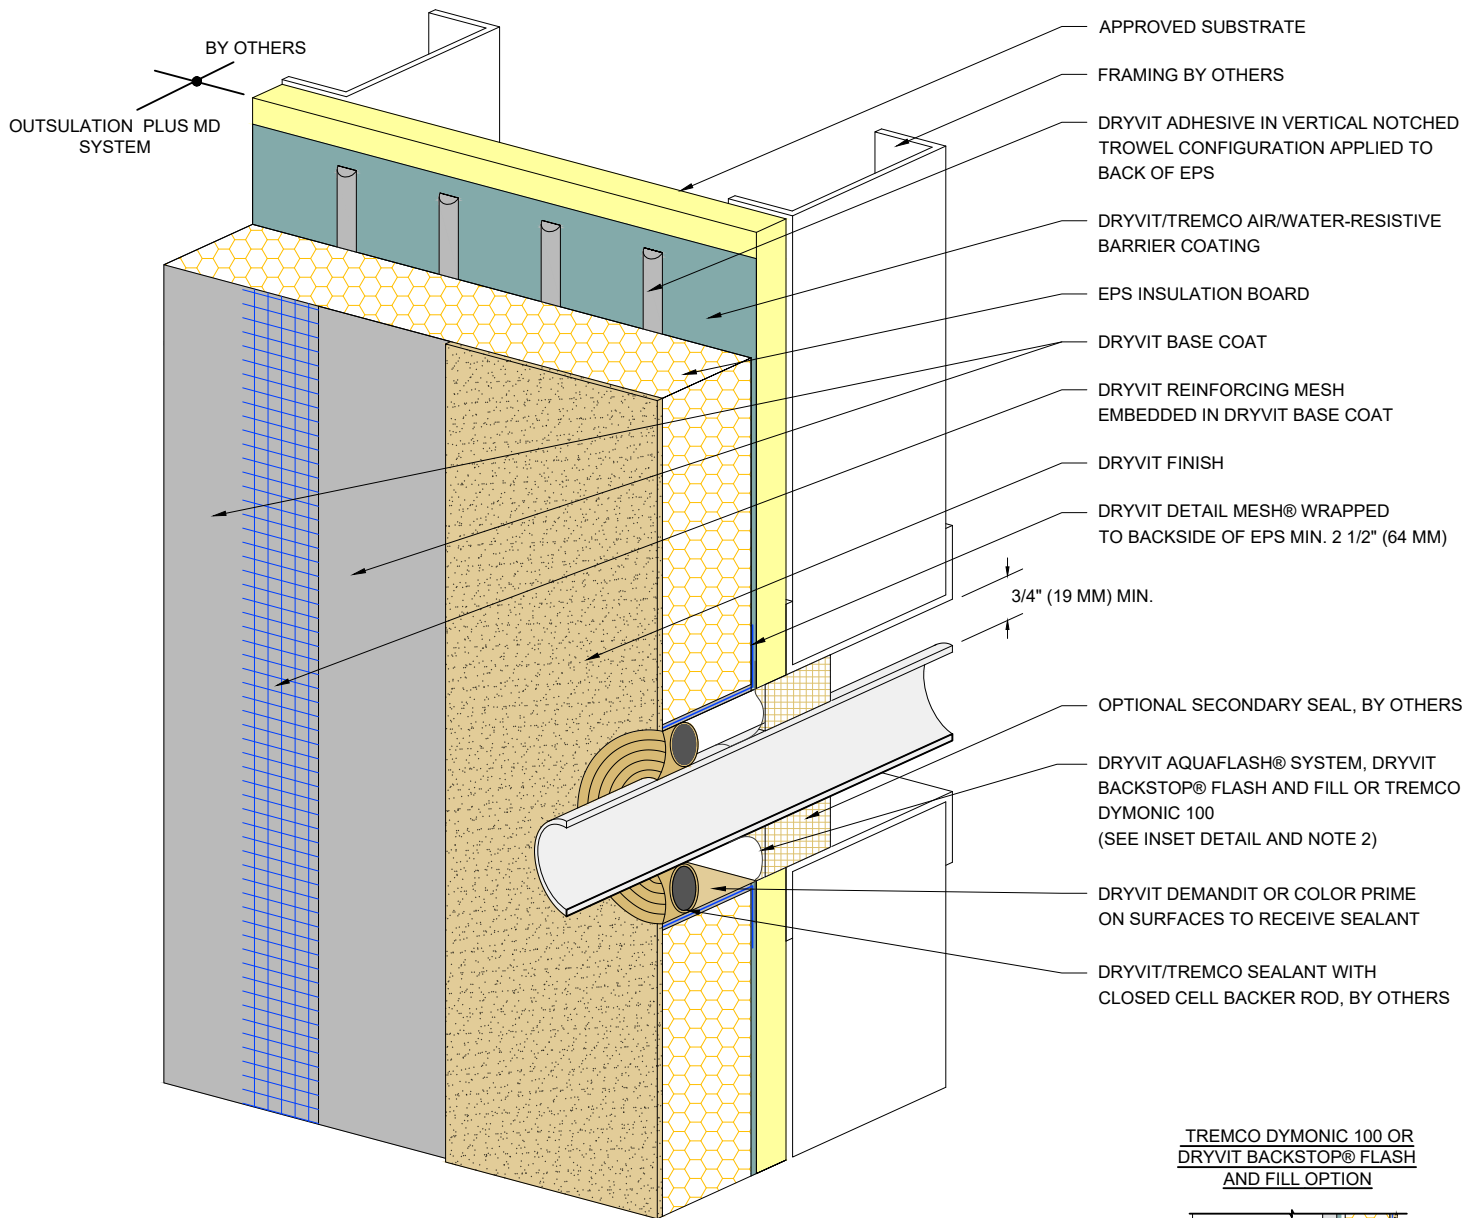 BY OTHERS
OUTSULATION PLUS MD
SYSTEM
APPROVED SUBSTRATE
FRAMING BY OTHERS
DRYVIT ADHESIVE IN VERTICAL NOTCHED
TROWEL CONFIGURATION APPLIED TO
BACK OF EPS
DRYVIT/TREMCO AIR/WATER-RESISTIVE
BARRIER COATING
EPS INSULATION BOARD
DRYVIT BASE COAT
DRYVIT REINFORCING MESH
EMBEDDED IN DRYVIT BASE COAT
DRYVIT FINISH
DRYVIT DETAIL MESH® WRAPPED
TO BACKSIDE OF EPS MIN. 2 1/2" (64 MM)
3/4" (19 MM) MIN.
OPTIONAL SECONDARY SEAL, BY OTHERS
DRYVIT AQUAFLASH® SYSTEM, DRYVIT
BACKSTOP® FLASH AND FILL OR TREMCO
DYMONIC 100
(SEE INSET DETAIL AND NOTE 2)
DRYVIT DEMANDIT OR COLOR PRIME
ON SURFACES TO RECEIVE SEALANT
DRYVIT/TREMCO SEALANT WITH
CLOSED CELL BACKER ROD, BY OTHERS
TREMCO DYMONIC 100 OR
DRYVIT BACKSTOP® FLASH
AND FILL OPTION